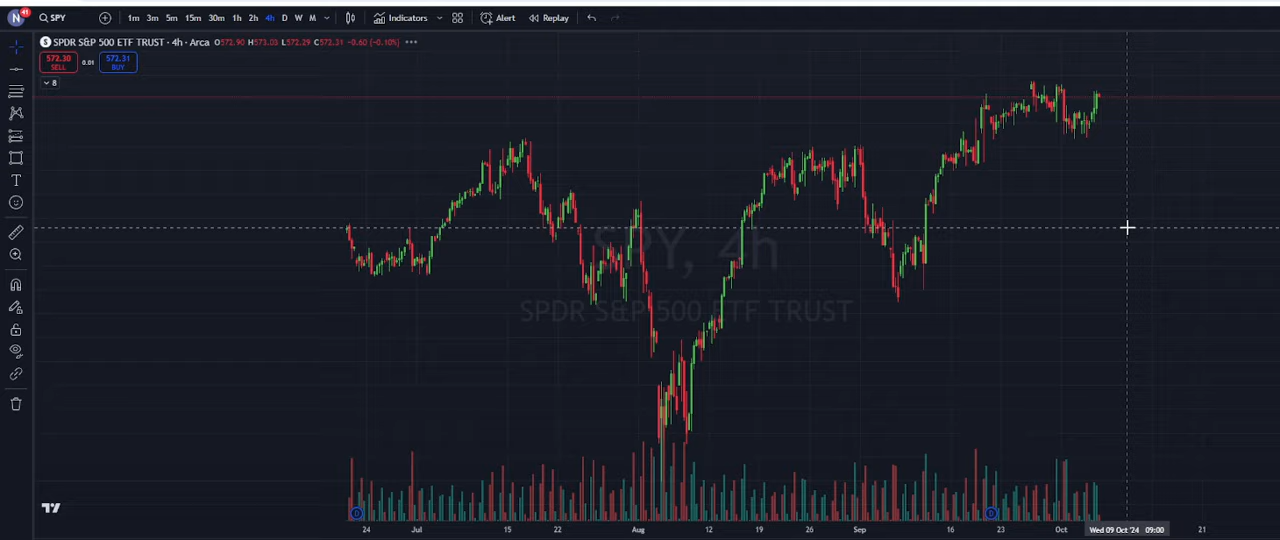 N 41 SPY 1m 3m 5m 15m 30m 1h 2h 4h D W M Indicators Alert Replay
S SPDR S&P 500 ETF TRUST · 4h · Arca O572.90 H573.03 L572.29 C572.31 −0.60 (−0.10%)
572.30 SELL 0.01 572.31 BUY
8
SPY, 4h
SPDR S&P 500 ETF TRUST
D D
24 Jul 15 22 Aug 12 19 26 Sep 16 23 Oct Wed 09 Oct '24 09:00 21